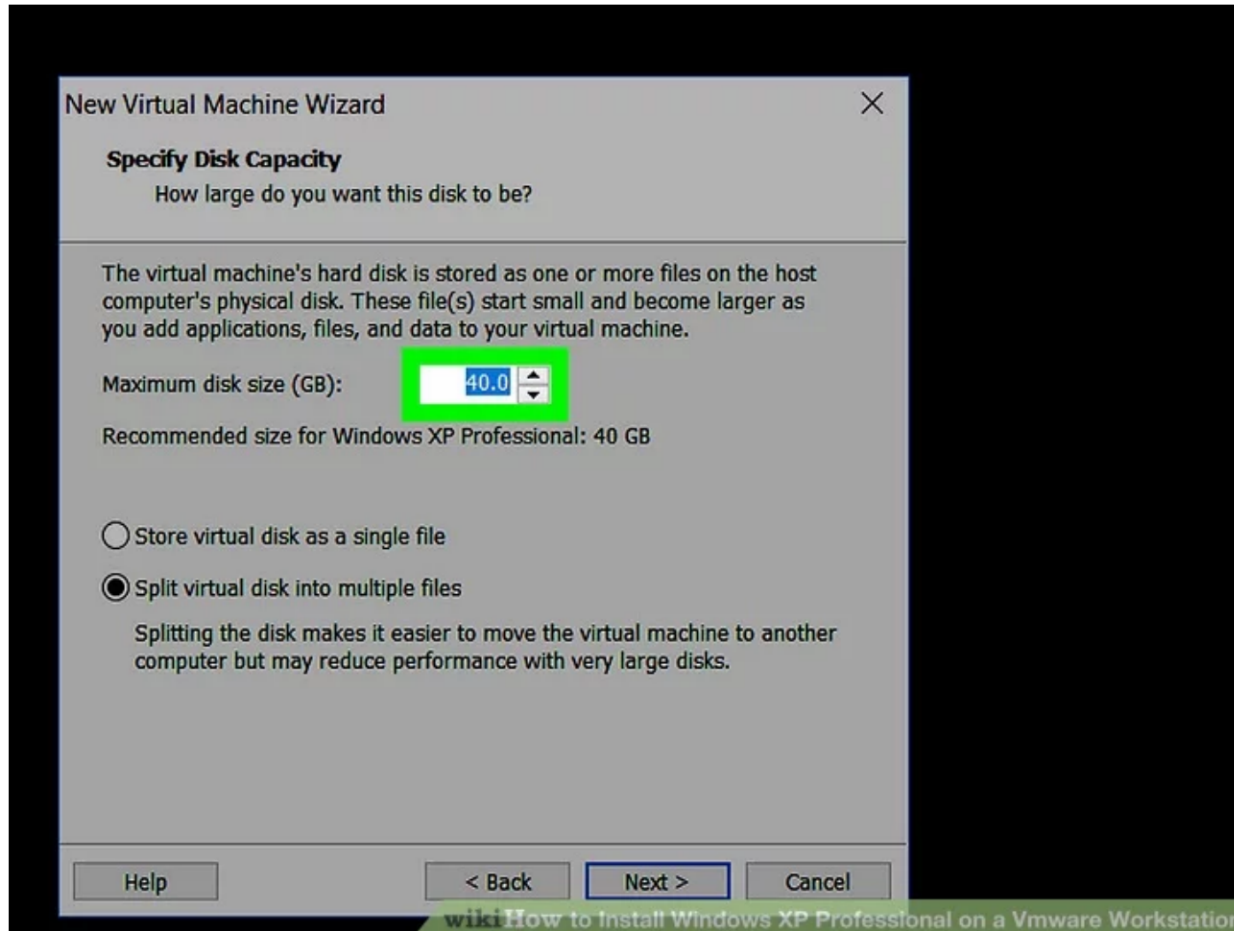 New Virtual Machine Wizard
Specify Disk Capacity
How large do you want this disk to be?
The virtual machine's hard disk is stored as one or more files on the host
computer's physical disk. These file(s) start small and become larger as
you add applications, files, and data to your virtual machine.
Maximum disk size (GB): 40.0
Recommended size for Windows XP Professional: 40 GB
Store virtual disk as a single file
Split virtual disk into multiple files
Splitting the disk makes it easier to move the virtual machine to another
computer but may reduce performance with very large disks.
Help < Back Next > Cancel
wikiHow to Install Windows XP Professional on a Vmware Workstation